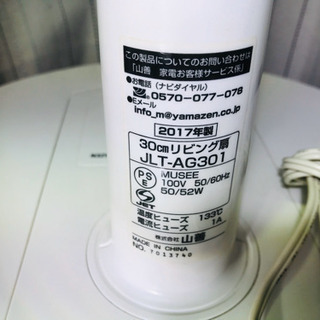 この製品についてのお問い合わせは
「山善 家電お客様サービス係」
●お電話(ナビダイヤル)
0570-077-078
●Eメール
info_m@yamazen.co.jp
2017年製
30cmリビング扇
JLT-AG301
PS
E
MUSEE
100V 50/60Hz
50/52W
JET
温度ヒューズ 133℃
電流ヒューズ 1A
株式会社 山善
MADE IN CHINA
NO. 7013740